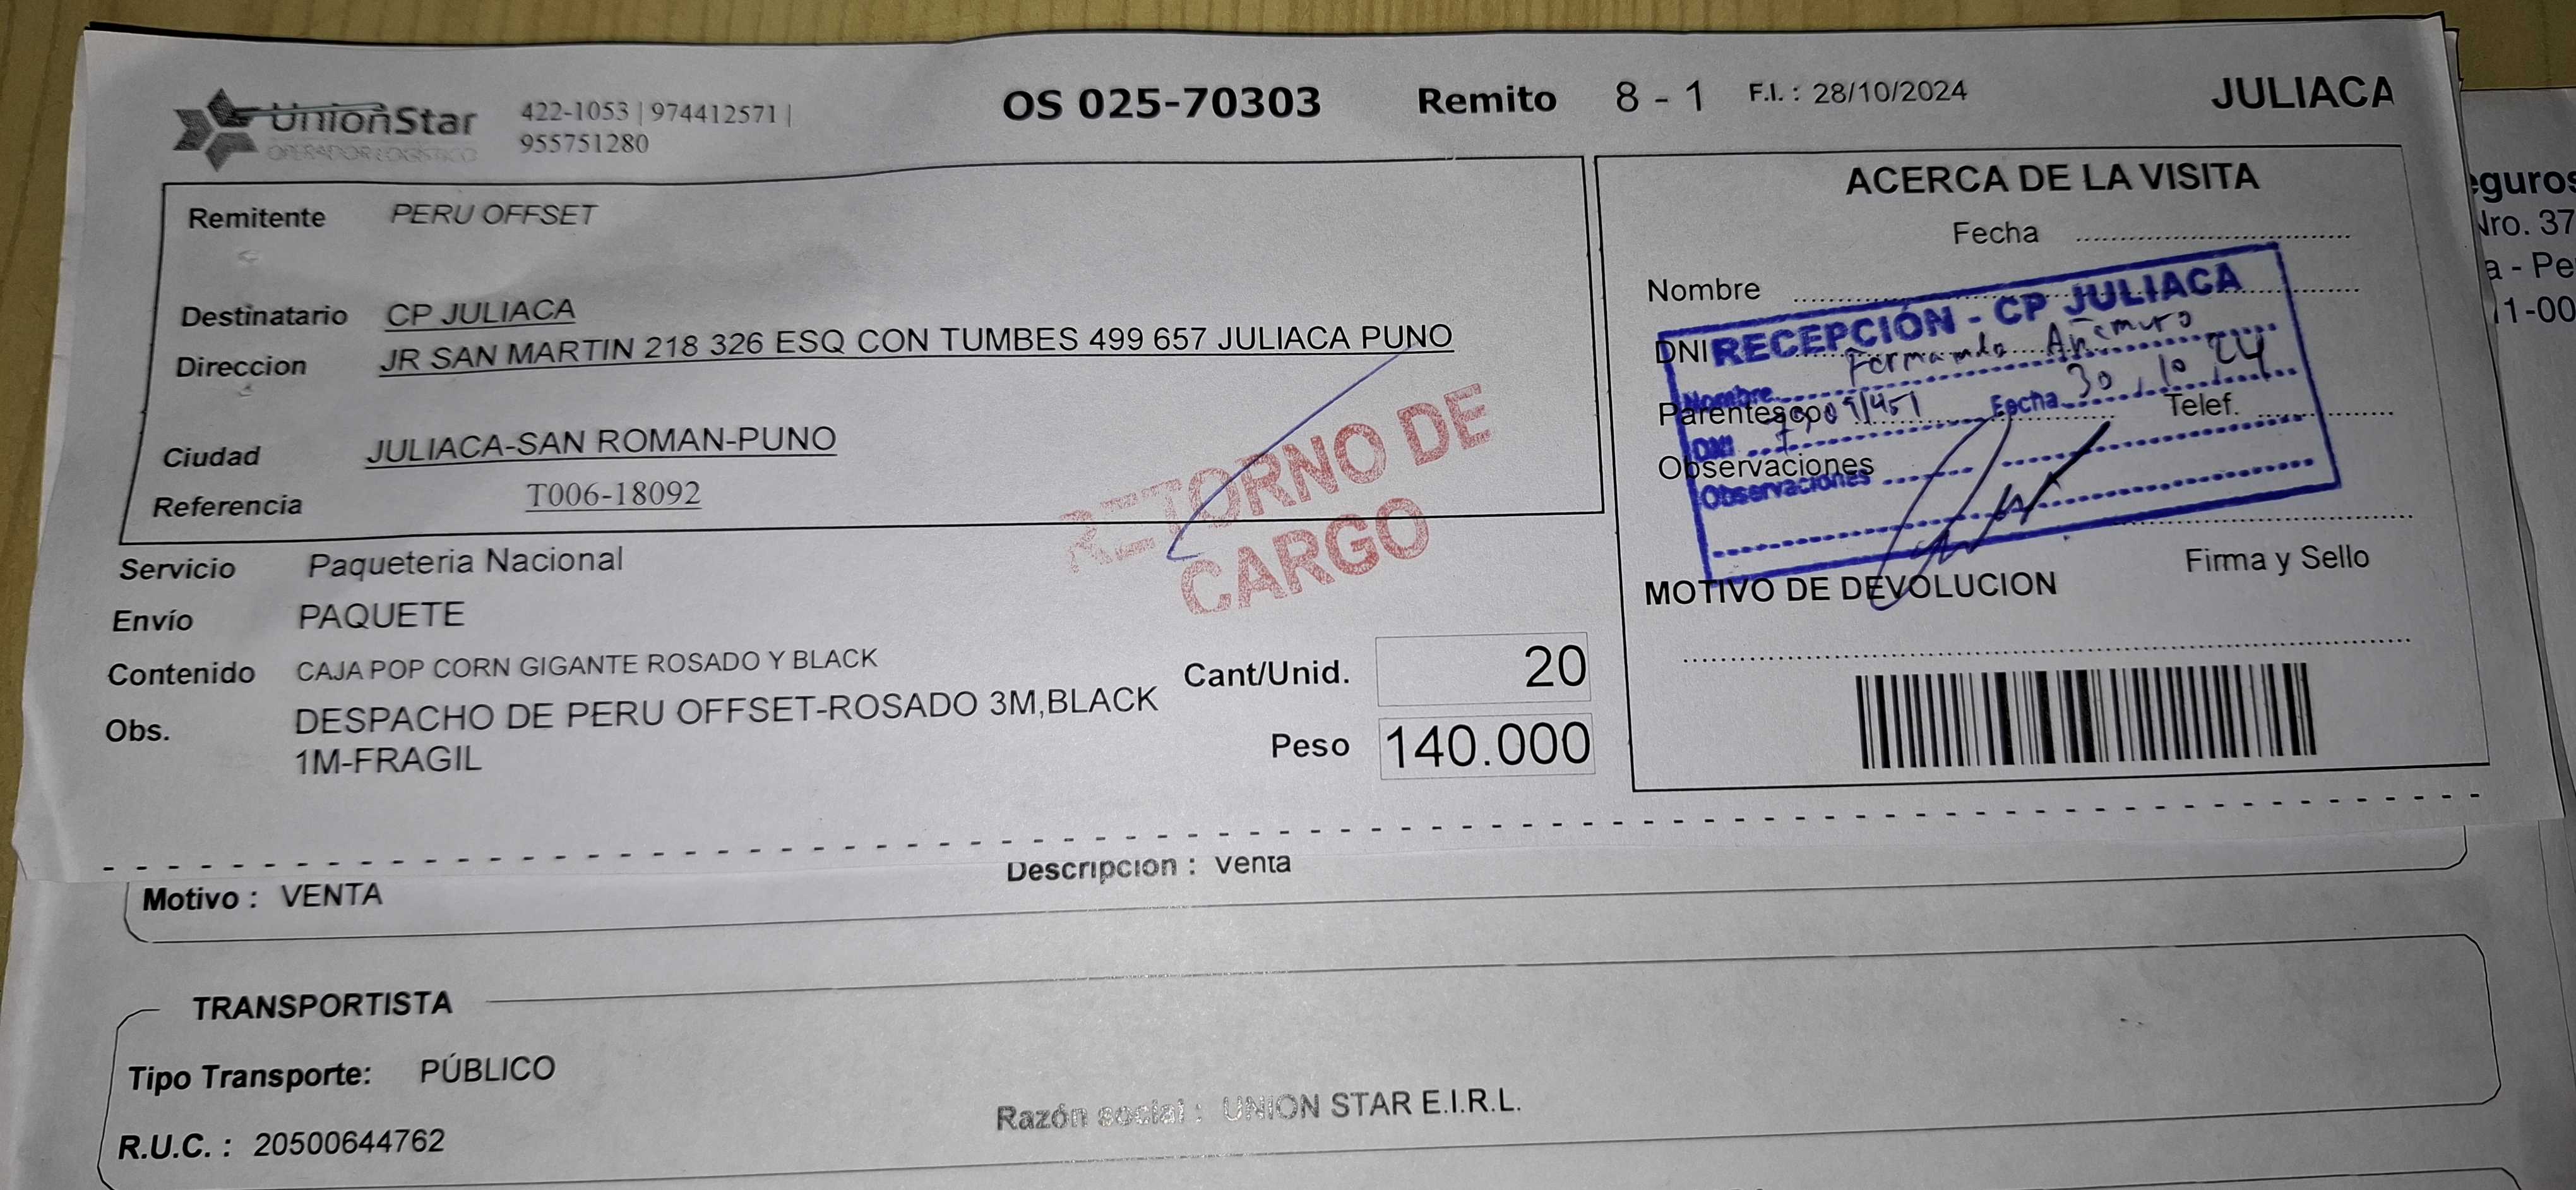 UnionStar
OPERADOR LOGISTICO
422-1053 | 974412571 |
955751280
OS 025-70303 Remito 8 - 1 F.I. : 28/10/2024 JULIACA
Remitente PERU OFFSET
Destinatario CP JULIACA
Direccion JR SAN MARTIN 218 326 ESQ CON TUMBES 499 657 JULIACA PUNO
Ciudad JULIACA-SAN ROMAN-PUNO
Referencia T006-18092
RETORNO DE
CARGO
Servicio Paqueteria Nacional
Envío PAQUETE
Contenido CAJA POP CORN GIGANTE ROSADO Y BLACK
Obs. DESPACHO DE PERU OFFSET-ROSADO 3M,BLACK
1M-FRAGIL
Cant/Unid. 20
Peso 140.000
ACERCA DE LA VISITA
Fecha
Nombre
DNI
Parentesco Telef.
Observaciones
Firma y Sello
MOTIVO DE DEVOLUCION
RECEPCIÓN - CP JULIACA
Nombre
DNI Fecha 30 . 10 . 24
Observaciones
Motivo : VENTA Descripcion : Venta
TRANSPORTISTA
Tipo Transporte: PÚBLICO
R.U.C. : 20500644762 Razón social : UNION STAR E.I.R.L.
Nro. 37